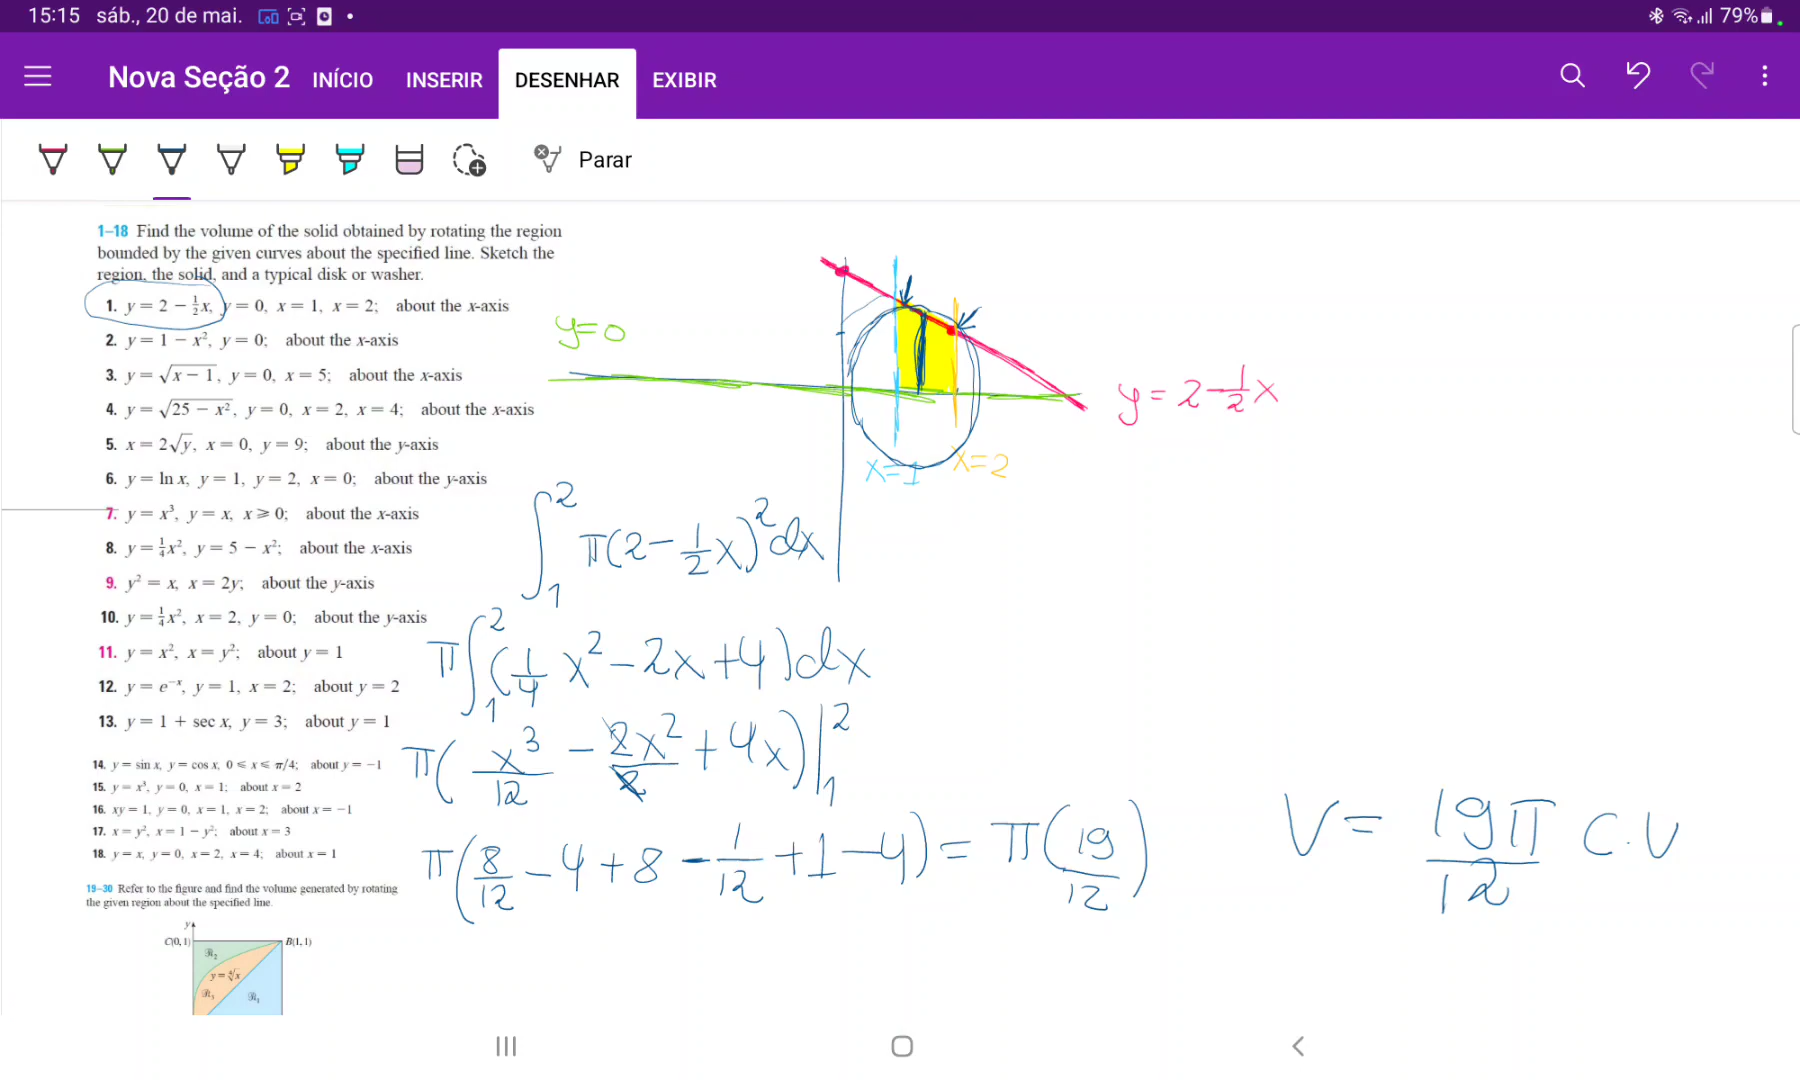 15:15 sáb., 20 de mai. 79%
Nova Seção 2 INÍCIO INSERIR DESENHAR EXIBIR
Parar
1–18 Find the volume of the solid obtained by rotating the region
bounded by the given curves about the specified line. Sketch the
region, the solid, and a typical disk or washer.
1. y = 2 − ½x, y = 0, x = 1, x = 2; about the x-axis
2. y = 1 − x², y = 0; about the x-axis
3. y = √(x − 1), y = 0, x = 5; about the x-axis
4. y = √(25 − x²), y = 0, x = 2, x = 4; about the x-axis
5. x = 2√y, x = 0, y = 9; about the y-axis
6. y = ln x, y = 1, y = 2, x = 0; about the y-axis
7. y = x³, y = x, x ⩾ 0; about the x-axis
8. y = ¼x², y = 5 − x²; about the x-axis
9. y² = x, x = 2y; about the y-axis
10. y = ¼x², x = 2, y = 0; about the y-axis
11. y = x², x = y²; about y = 1
12. y = e⁻ˣ, y = 1, x = 2; about y = 2
13. y = 1 + sec x, y = 3; about y = 1
14. y = sin x, y = cos x, 0 ⩽ x ⩽ π/4; about y = −1
15. y = x³, y = 0, x = 1; about x = 2
16. xy = 1, y = 0, x = 1, x = 2; about x = −1
17. x = y², x = 1 − y²; about x = 3
18. y = x, y = 0, x = 2, x = 4; about x = 1
19–30 Refer to the figure and find the volume generated by rotating
the given region about the specified line.
y
C(0, 1) B(1, 1)
ℛ₂
y = ∜x
ℛ₃ ℛ₁
y=0
y = 2 - ½x
x=1 x=2
∫₁² π(2 - ½x)² dx
π∫₁² (¼x² - 2x + 4)dx
π(x³/12 - 2x²/2 + 4x)|₁²
π(8/12 - 4 + 8 - 1/12 + 1 - 4) = π(19/12)
V = 19π/12 C.V